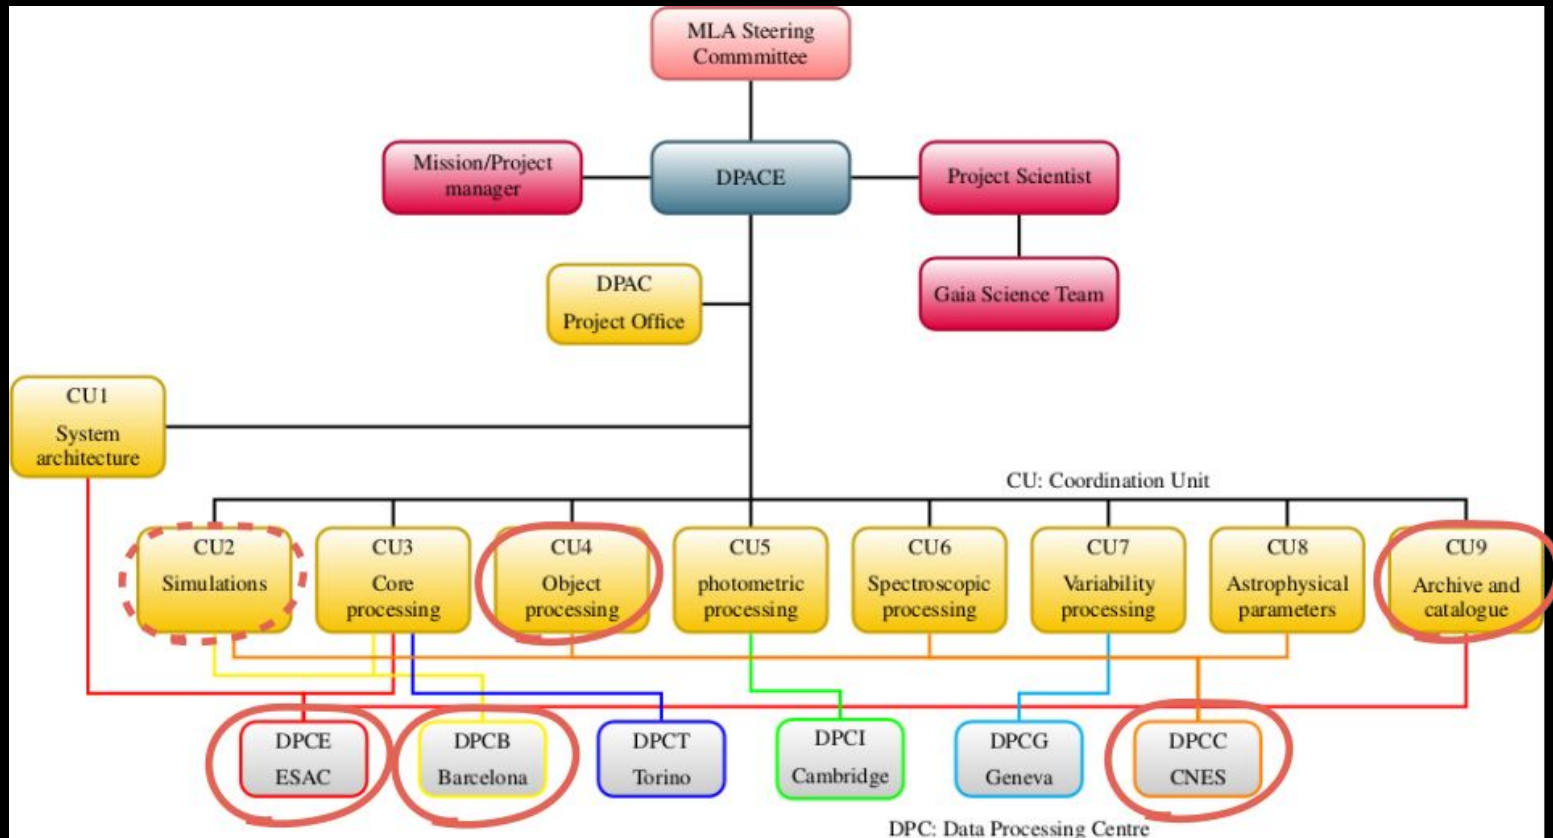 MLA Steering
Commmittee
Mission/Project
manager
DPACE
Project Scientist
DPAC
Project Office
Gaia Science Team
CU1
System
architecture
CU: Coordination Unit
CU2
Simulations
CU3
Core
processing
CU4
Object
processing
CU5
photometric
processing
CU6
Spectroscopic
processing
CU7
Variability
processing
CU8
Astrophysical
parameters
CU9
Archive and
catalogue
DPCE
ESAC
DPCB
Barcelona
DPCT
Torino
DPCI
Cambridge
DPCG
Geneva
DPCC
CNES
DPC: Data Processing Centre